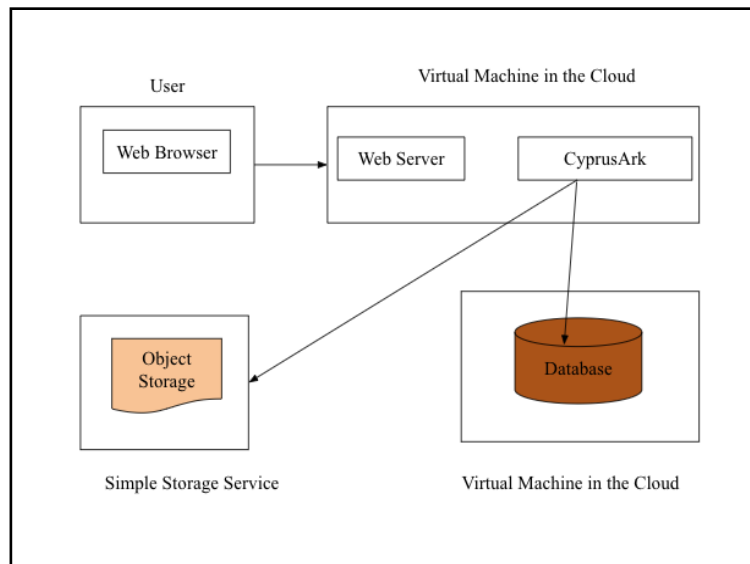 User
Virtual Machine in the Cloud
Web Browser
Web Server
CyprusArk
Object
Storage
Database
Simple Storage Service
Virtual Machine in the Cloud